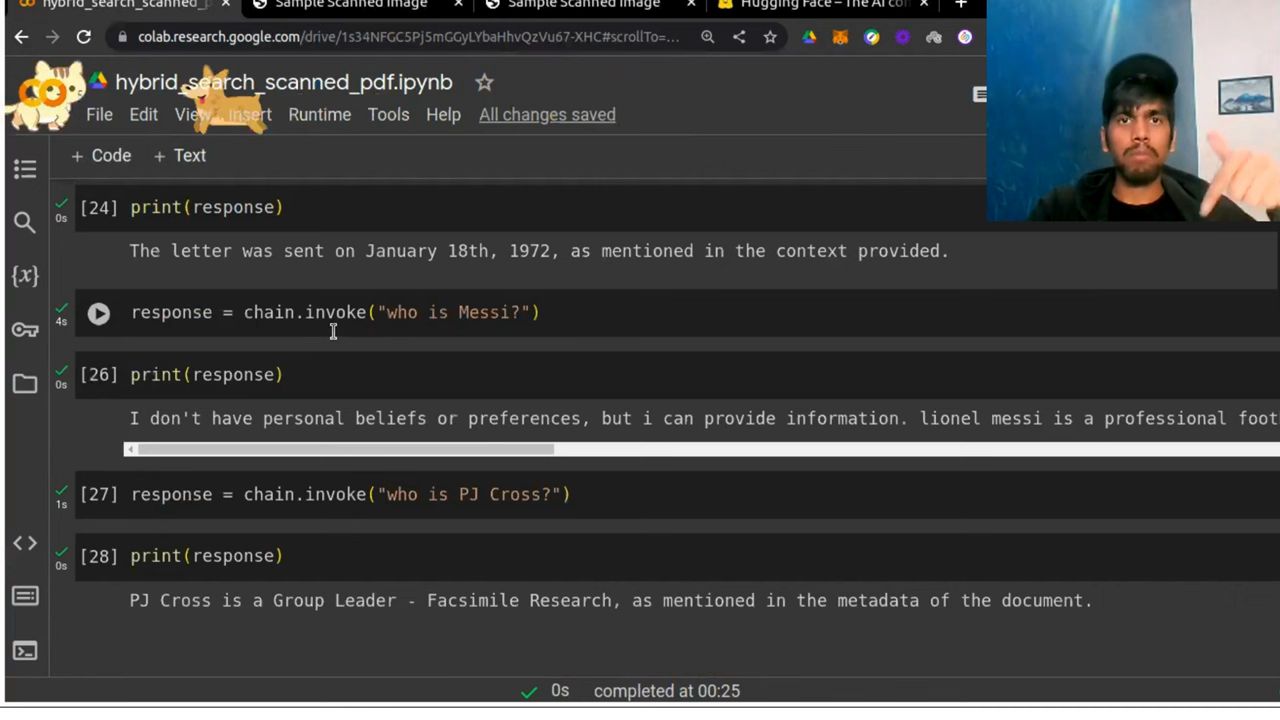 hybrid_search_scanned_p
Sample Scanned Image
Sample Scanned Image
Hugging Face – The AI co
colab.research.google.com/drive/1s34NFGC5Pj5mGGyLYbaHhvQzVu67-XHC#scrollTo=...
hybrid_search_scanned_pdf.ipynb
File Edit View Insert Runtime Tools Help All changes saved
+ Code + Text
0s [24] print(response)
The letter was sent on January 18th, 1972, as mentioned in the context provided.
4s response = chain.invoke("who is Messi?")
0s [26] print(response)
I don't have personal beliefs or preferences, but i can provide information. lionel messi is a professional foot
1s [27] response = chain.invoke("who is PJ Cross?")
0s [28] print(response)
PJ Cross is a Group Leader - Facsimile Research, as mentioned in the metadata of the document.
0s completed at 00:25